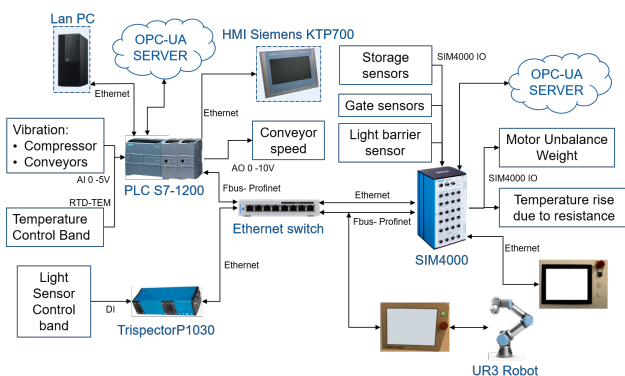 Lan PC
OPC-UA
SERVER
HMI Siemens KTP700
Storage
sensors
SIM4000 IO
OPC-UA
SERVER
Ethernet
Ethernet
Gate sensors
Vibration:
• Compressor
• Conveyors
Conveyor
speed
Light barrier
sensor
Motor Unbalance
Weight
AI 0 -5V
PLC S7-1200
AO 0 -10V
SIM4000 IO
RTD-TEM
Fbus- Profinet
Ethernet
Temperature
Control Band
Temperature rise
due to resistance
Ethernet switch
Fbus- Profinet
SIM4000
Ethernet
Ethernet
Light
Sensor
Control
band
DI
TrispectorP1030
UR3 Robot